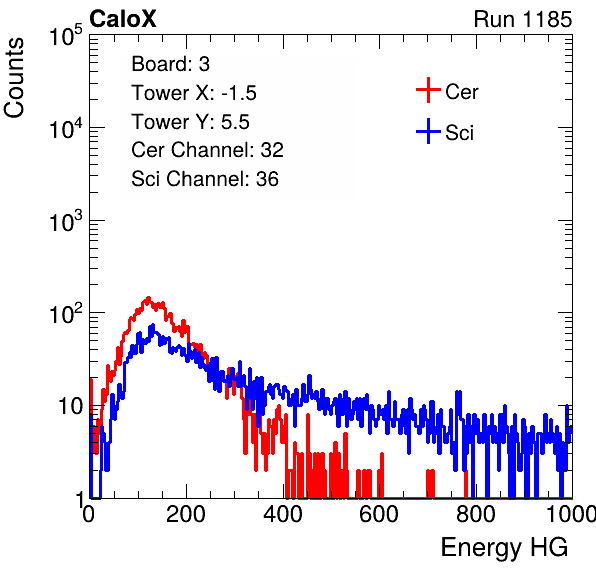 CaloX Run 1185
Counts
Board: 3
Tower X: -1.5
Tower Y: 5.5
Cer Channel: 32
Sci Channel: 36
Cer
Sci
10^5
10^4
10^3
10^2
10
1
0 200 400 600 800 1000
Energy HG